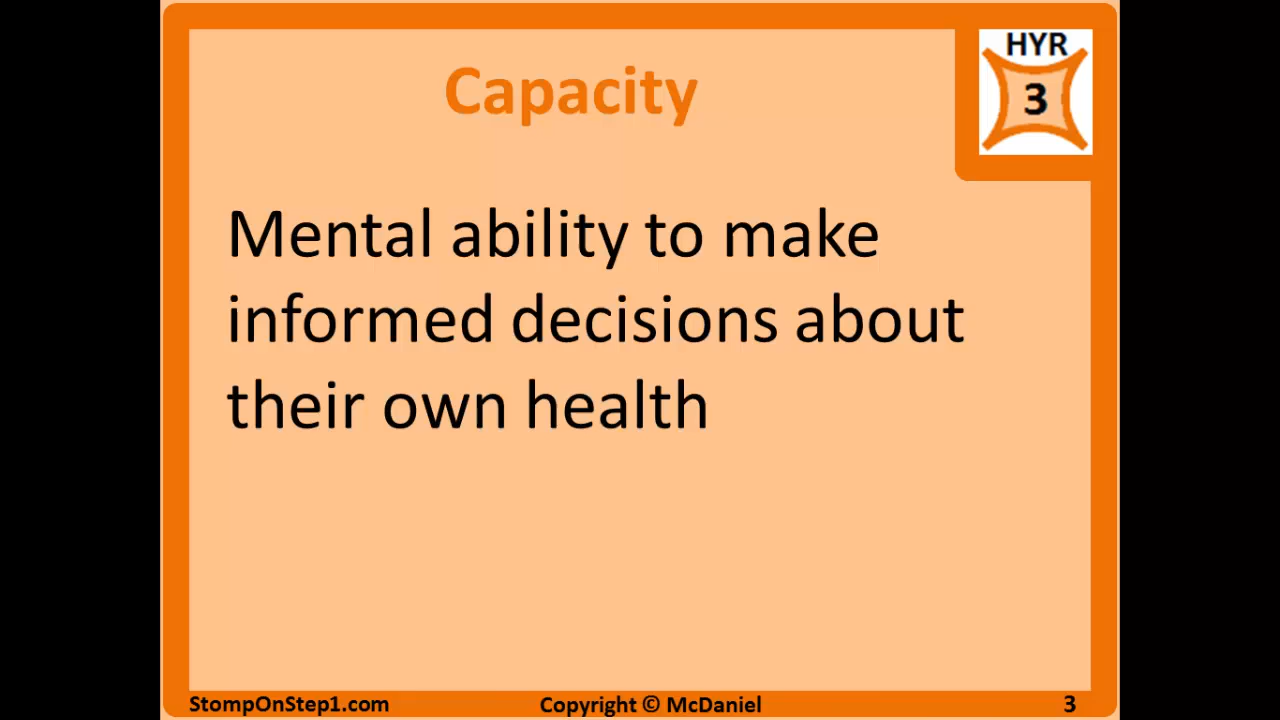 Capacity
HYR
3
Mental ability to make
informed decisions about
their own health
StompOnStep1.com
Copyright © McDaniel
3